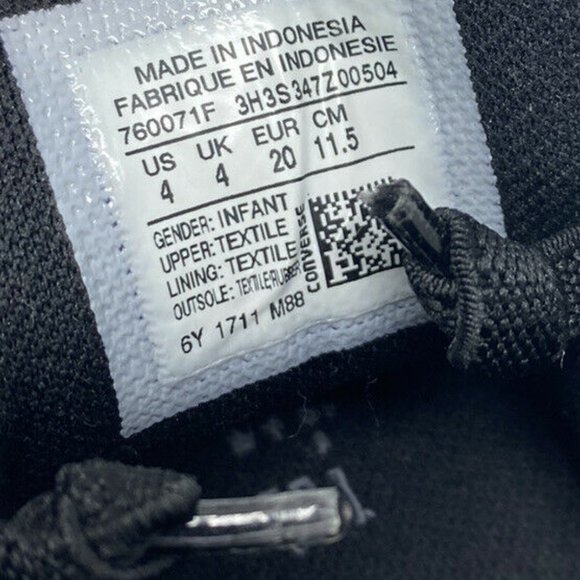 MADE IN INDONESIA
FABRIQUE EN INDONESIE
760071F 3H3S347Z00504
US UK EUR CM
4 4 20 11.5
GENDER: INFANT
UPPER: TEXTILE
LINING: TEXTILE
OUTSOLE: TEXTILE/RUBBER
CONVERSE
6Y 1711 M88